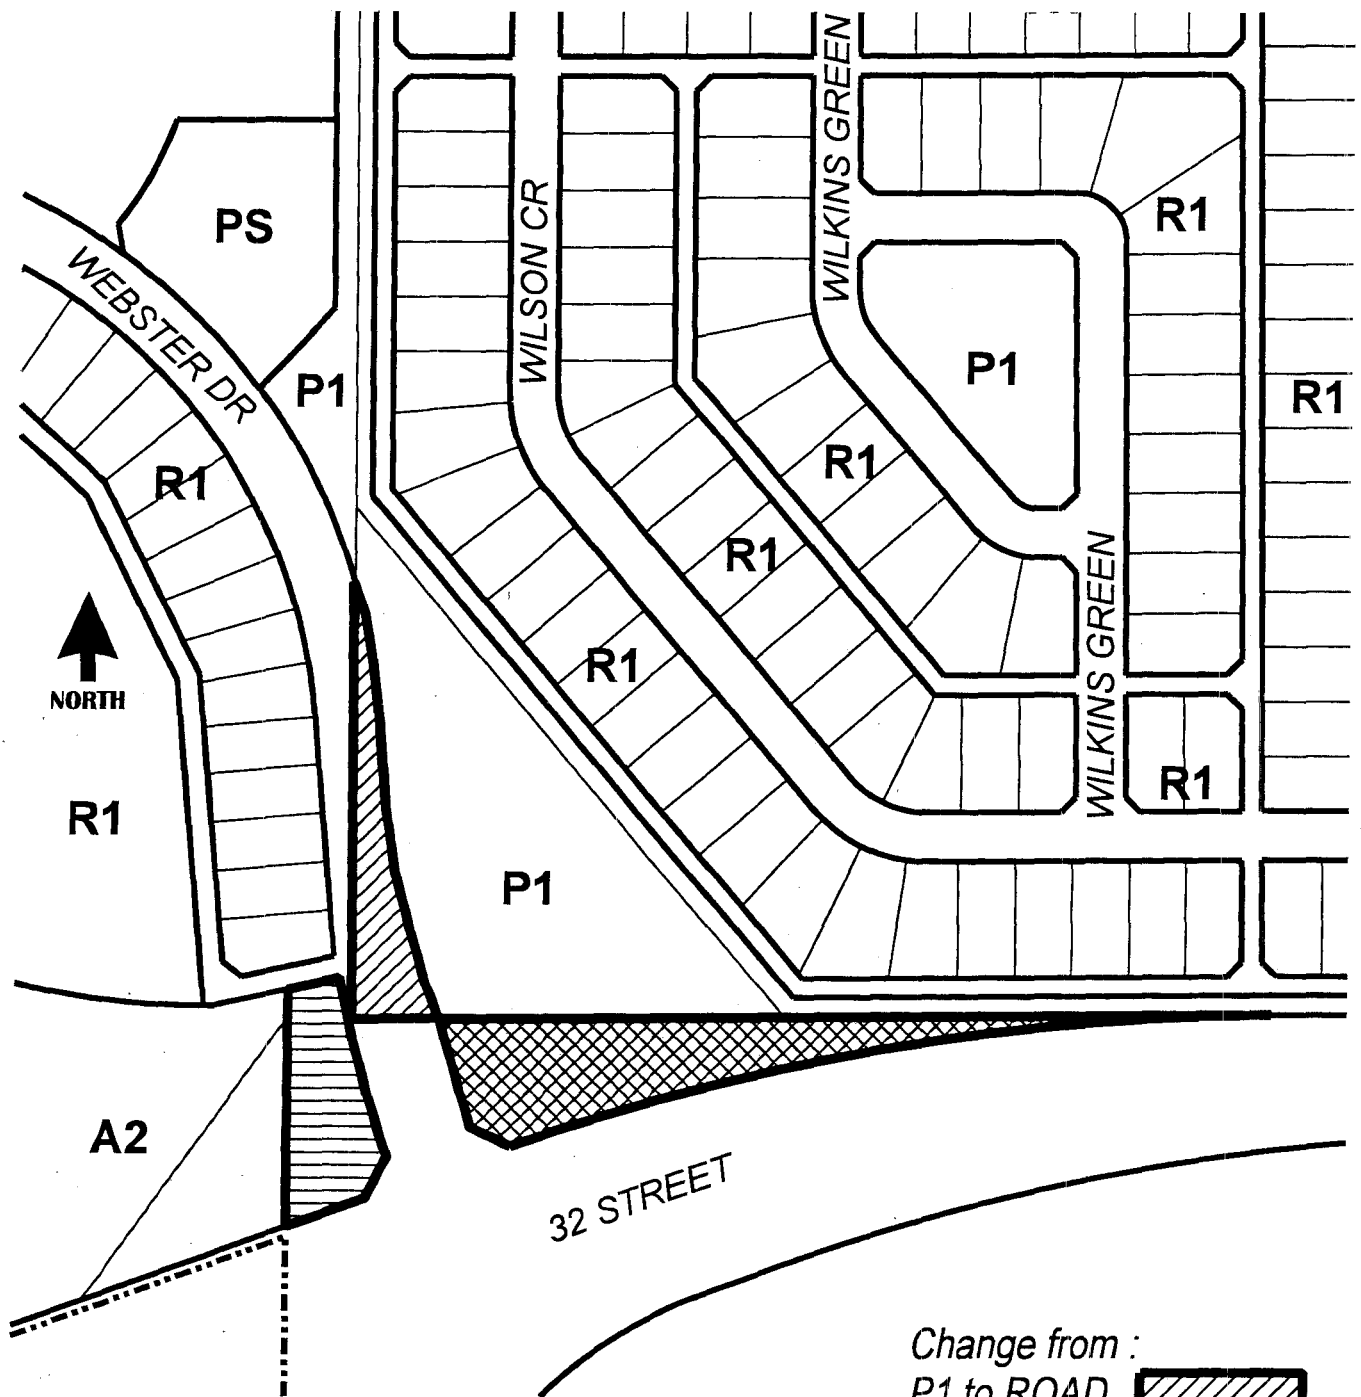 WILKINS GREEN
PS
WILSON CR
R1
WEBSTER DR
P1
P1
R1
R1
R1
R1
R1
WILKINS GREEN
NORTH
R1
R1
R1
P1
A2
32 STREET
Change from :
P1 to ROAD